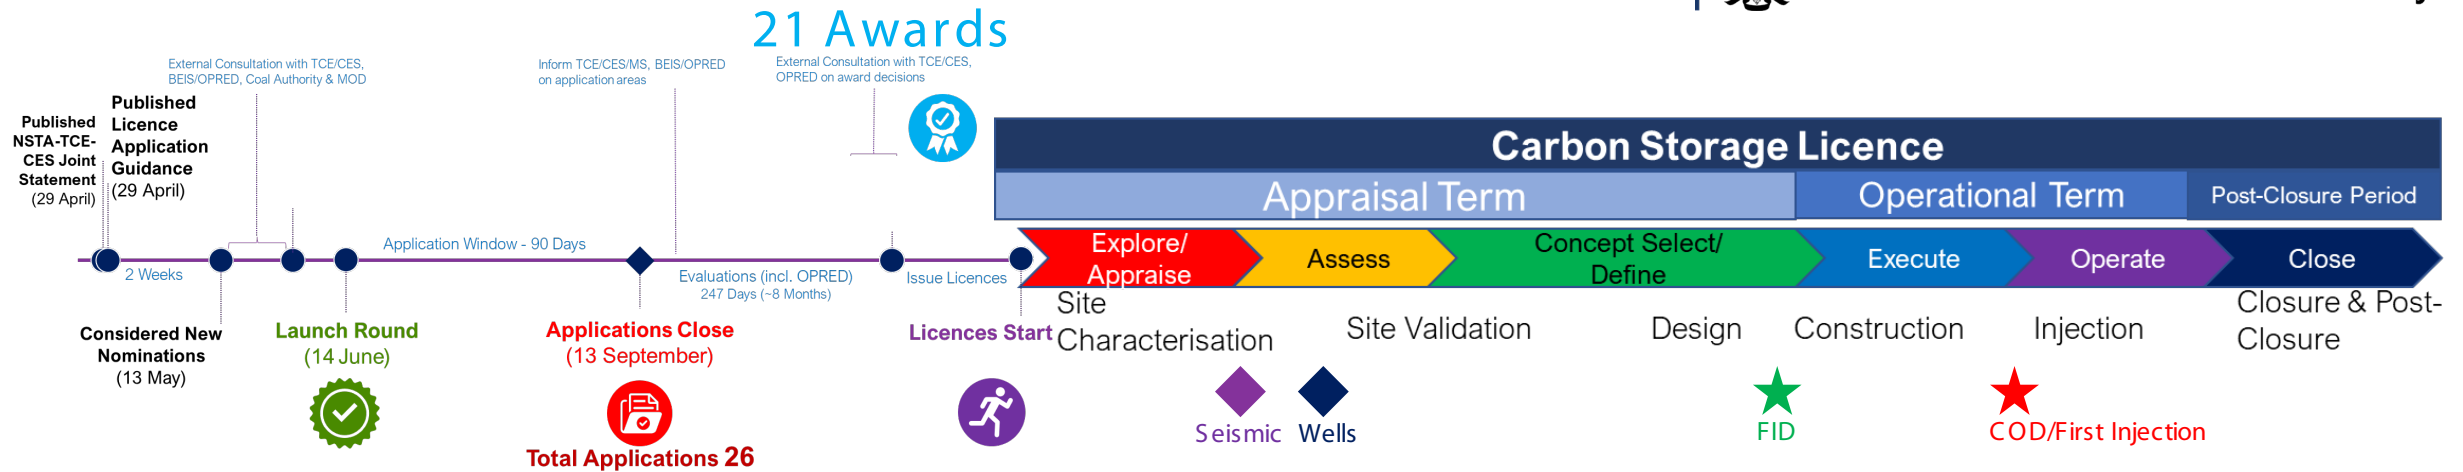 21 Awards
External Consultation with TCE/CES,
BEIS/OPRED, Coal Authority & MOD
Inform TCE/CES/MS, BEIS/OPRED
on application areas
External Consultation with TCE/CES,
OPRED on award decisions
Published
NSTA-TCE-
CES Joint
Statement
(29 April)
Published
Licence
Application
Guidance
(29 April)
2 Weeks
Application Window - 90 Days
Evaluations (incl. OPRED)
247 Days (~8 Months)
Issue Licences
Considered New
Nominations
(13 May)
Launch Round
(14 June)
Applications Close
(13 September)
Total Applications 26
Licences Start
Carbon Storage Licence
Appraisal Term
Operational Term
Post-Closure Period
Explore/
Appraise
Assess
Concept Select/
Define
Execute
Operate
Close
Site
Characterisation
Site Validation
Design
Construction
Injection
Closure & Post-
Closure
Seismic
Wells
FID
COD/First Injection